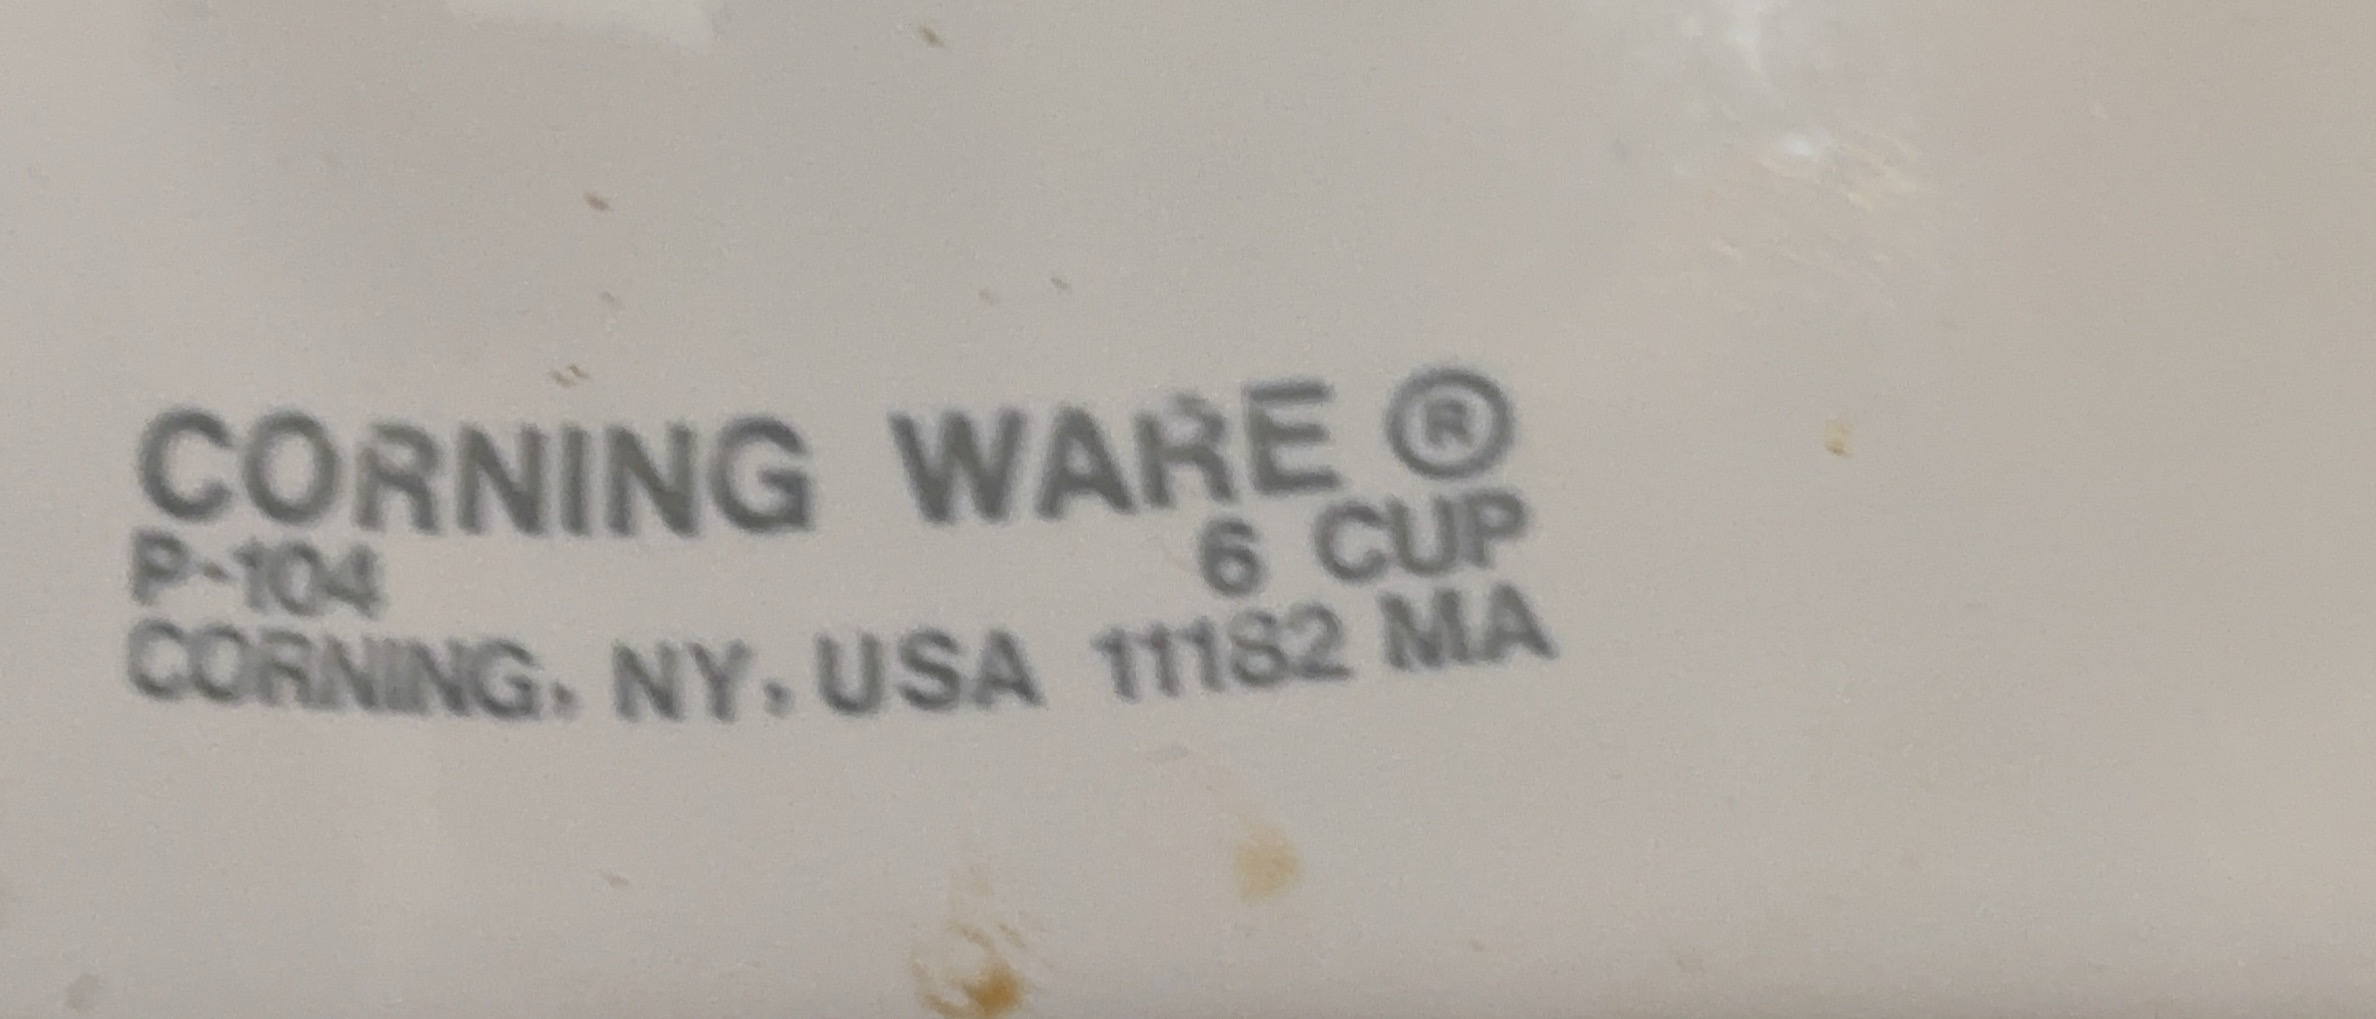 CORNING WARE ®
P-104 6 CUP
CORNING, NY, USA 11182 MA